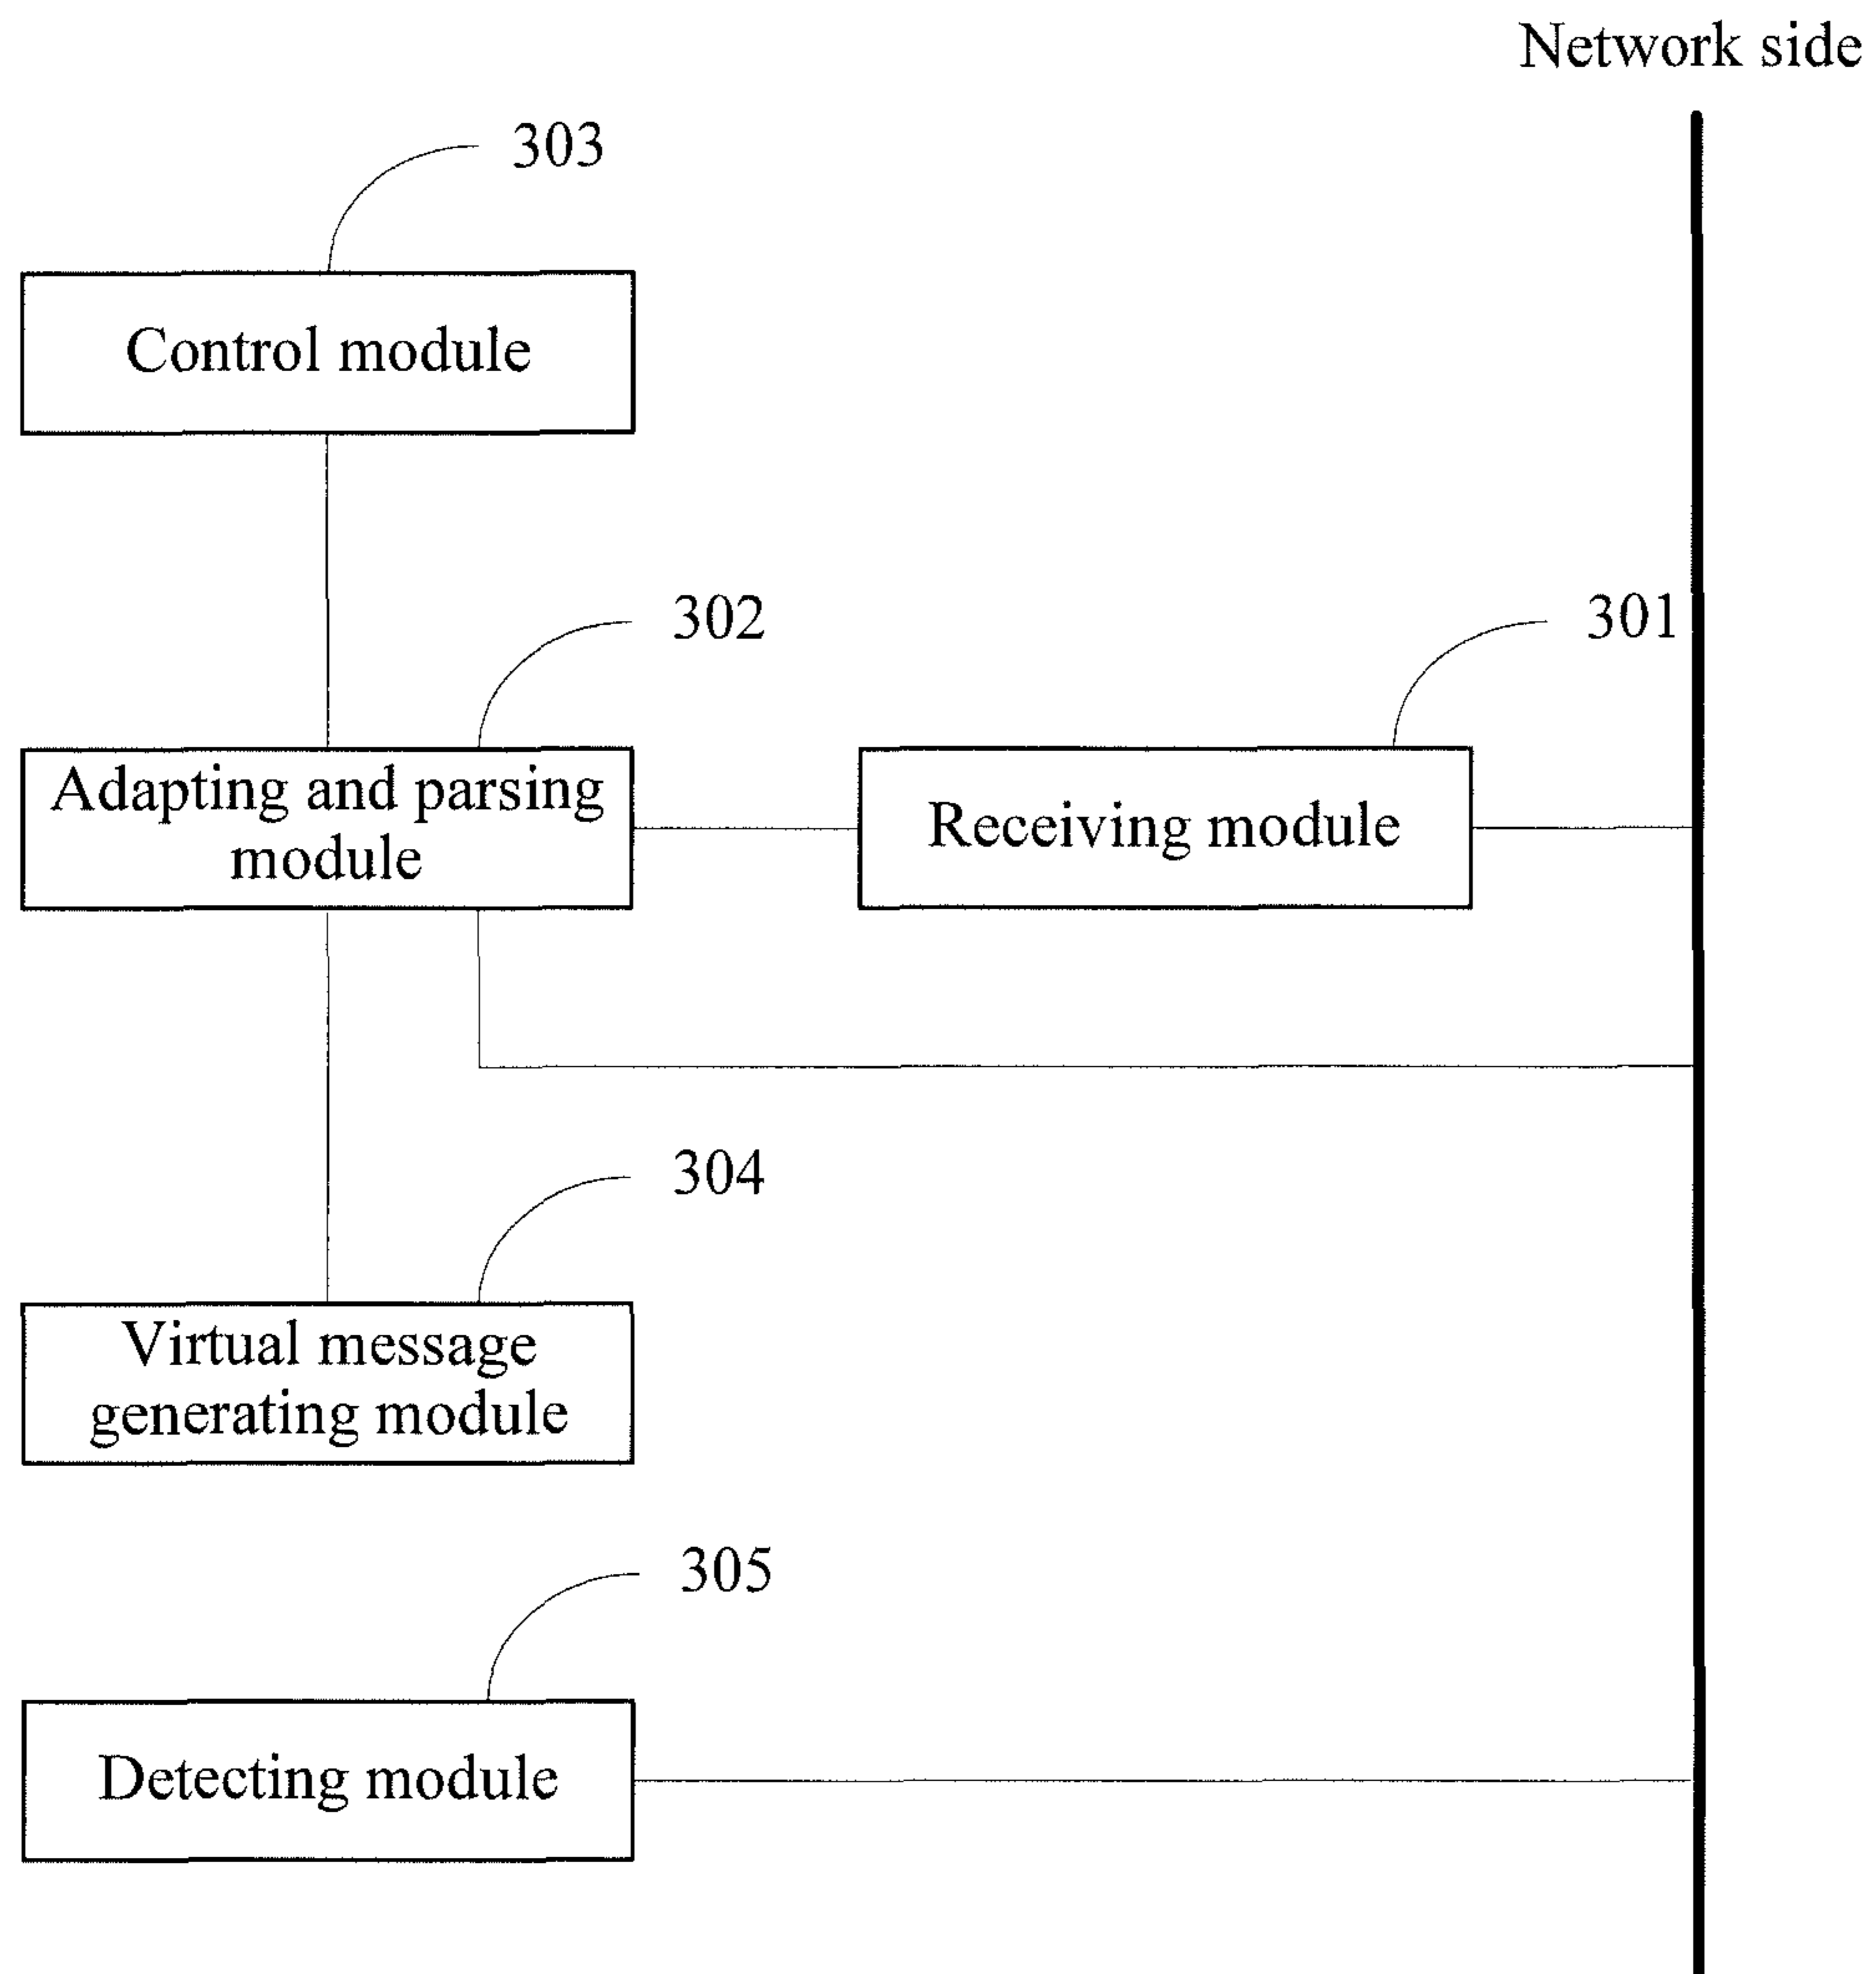 Network side
303
Control module
302
301
Adapting and parsing
module
Receiving module
304
Virtual message
generating module
305
Detecting module